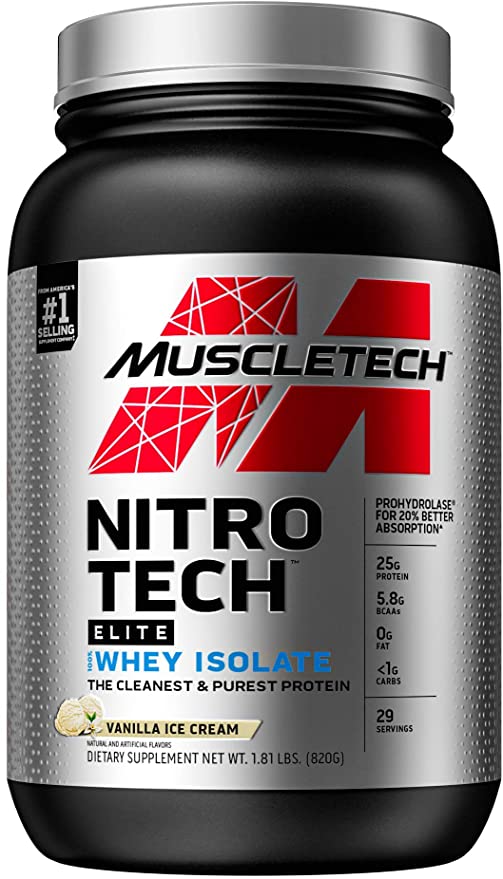 FROM AMERICA'S
#1
SELLING
SUPPLEMENT COMPANY‡
MUSCLETECH™
NITRO
TECH™
ELITE
100% WHEY ISOLATE
THE CLEANEST & PUREST PROTEIN
VANILLA ICE CREAM
NATURAL AND ARTIFICIAL FLAVORS
DIETARY SUPPLEMENT NET WT. 1.81 LBS. (820G)
PROHYDROLASE®
FOR 20% BETTER
ABSORPTION^
25G
PROTEIN
5.8G
BCAAs
0G
FAT
<1G
CARBS
29
SERVINGS